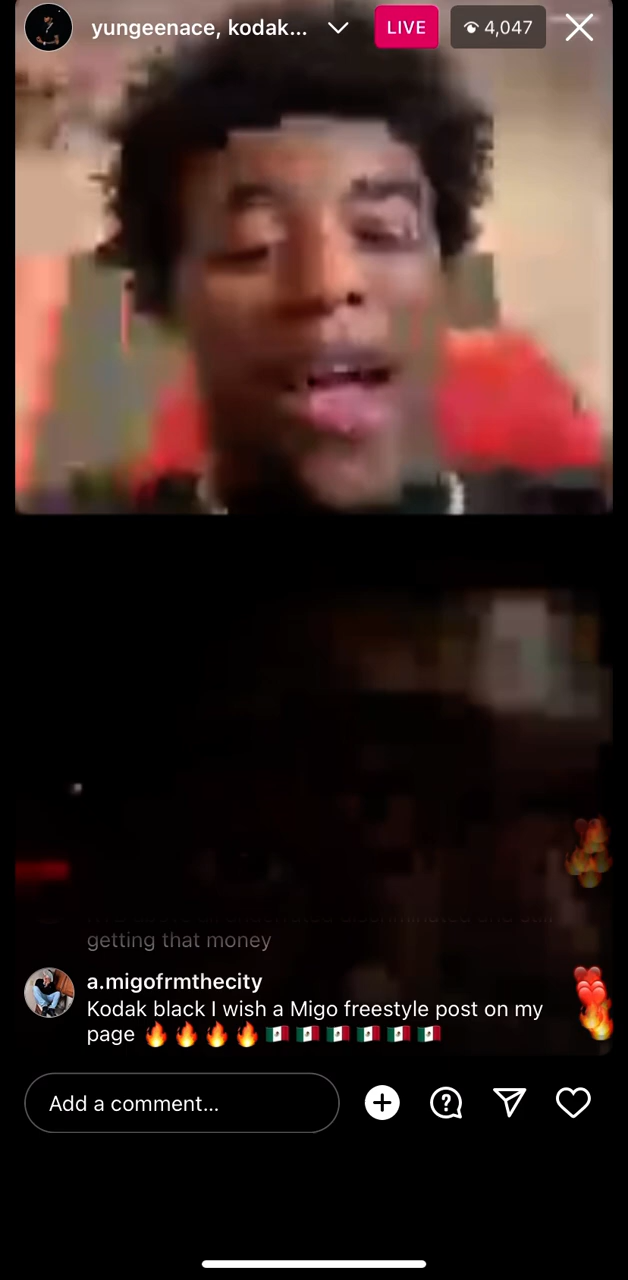 yungeenace, kodak...
LIVE
4,047
getting that money
a.migofrmthecity
Kodak black I wish a Migo freestyle post on my
page 🔥🔥🔥🔥🇲🇽🇲🇽🇲🇽🇲🇽🇲🇽🇲🇽
Add a comment...